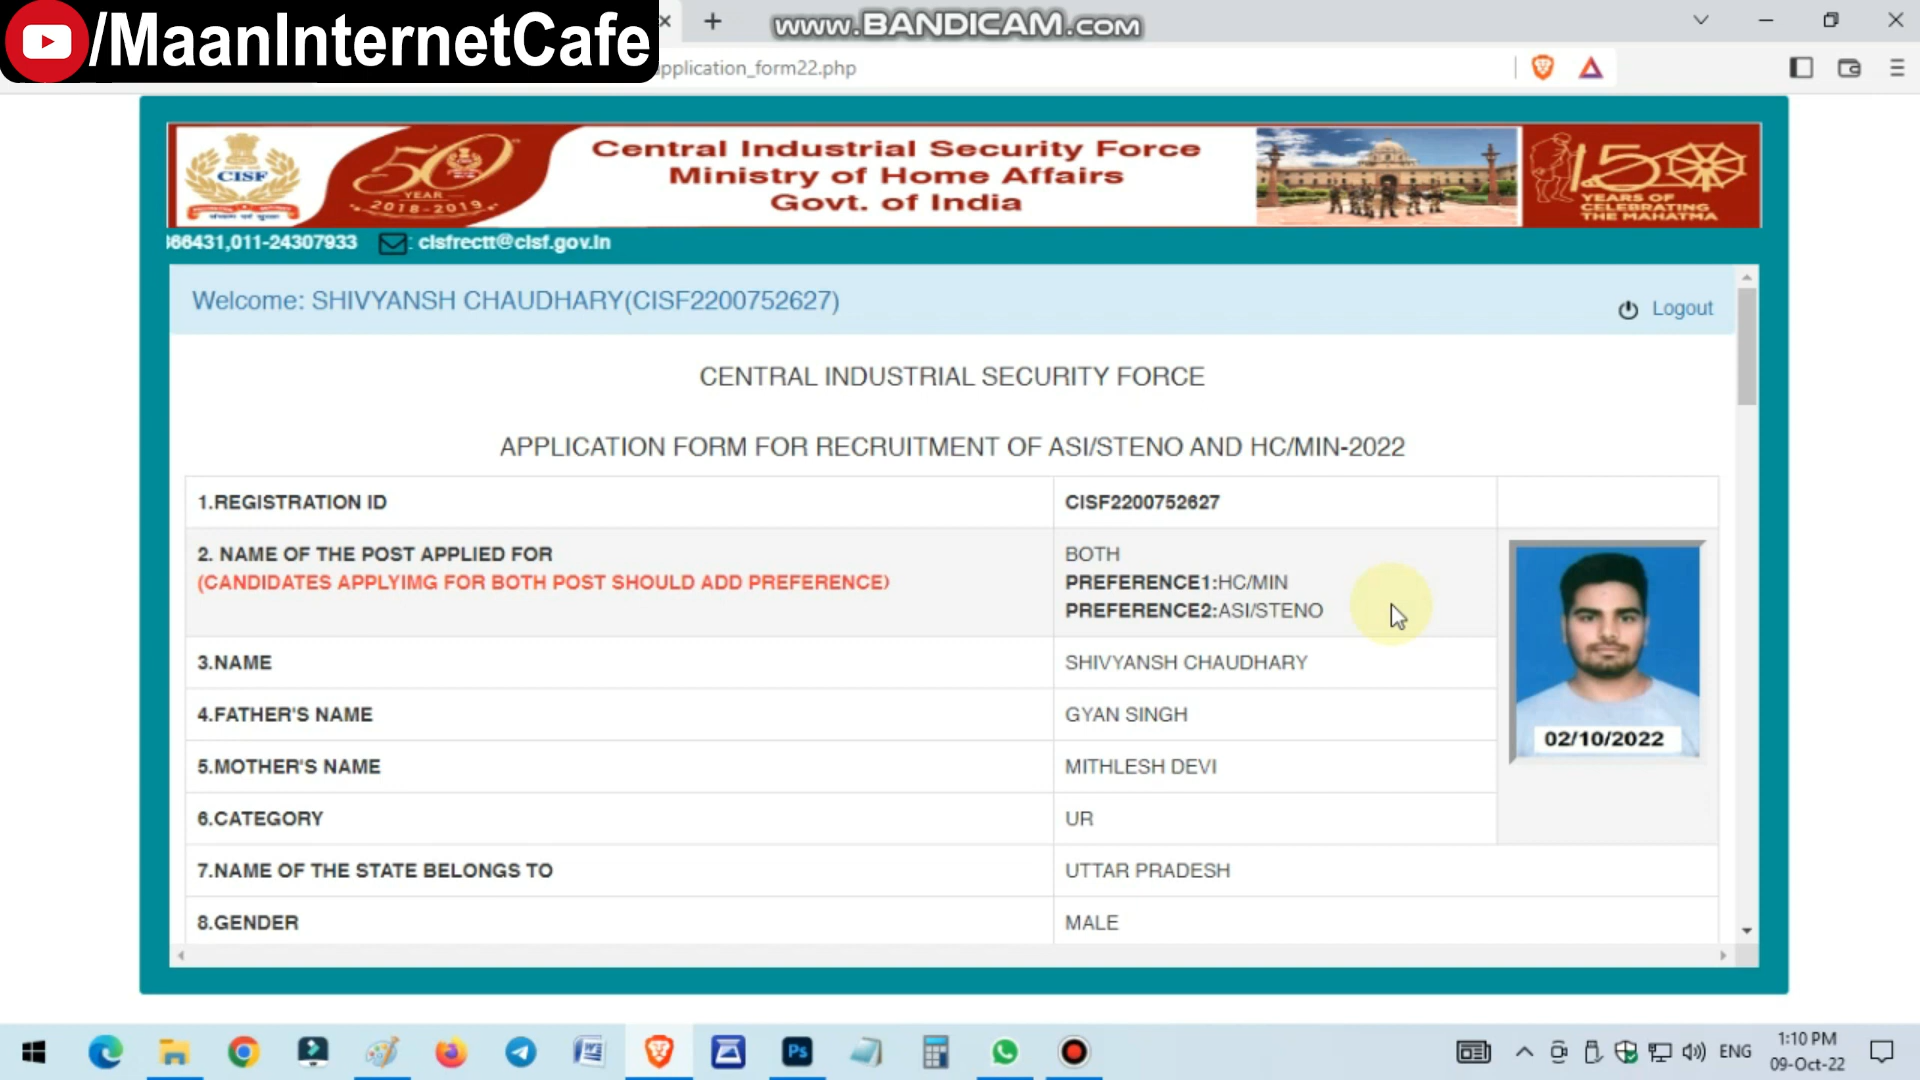 /MaanInternetCafe
www.BANDICAM.com
application_form22.php
CISF
50
YEAR
2018-2019
Central Industrial Security Force
Ministry of Home Affairs
Govt. of India
150
YEARS OF
CELEBRATING
THE MAHATMA
366431,011-24307933 : cisfrectt@cisf.gov.in
Welcome: SHIVYANSH CHAUDHARY(CISF2200752627)
Logout
CENTRAL INDUSTRIAL SECURITY FORCE
APPLICATION FORM FOR RECRUITMENT OF ASI/STENO AND HC/MIN-2022
1.REGISTRATION ID
CISF2200752627
2. NAME OF THE POST APPLIED FOR
(CANDIDATES APPLYIMG FOR BOTH POST SHOULD ADD PREFERENCE)
BOTH
PREFERENCE1:HC/MIN
PREFERENCE2:ASI/STENO
02/10/2022
3.NAME
SHIVYANSH CHAUDHARY
4.FATHER'S NAME
GYAN SINGH
5.MOTHER'S NAME
MITHLESH DEVI
6.CATEGORY
UR
7.NAME OF THE STATE BELONGS TO
UTTAR PRADESH
8.GENDER
MALE
Ps
ENG
1:10 PM
09-Oct-22